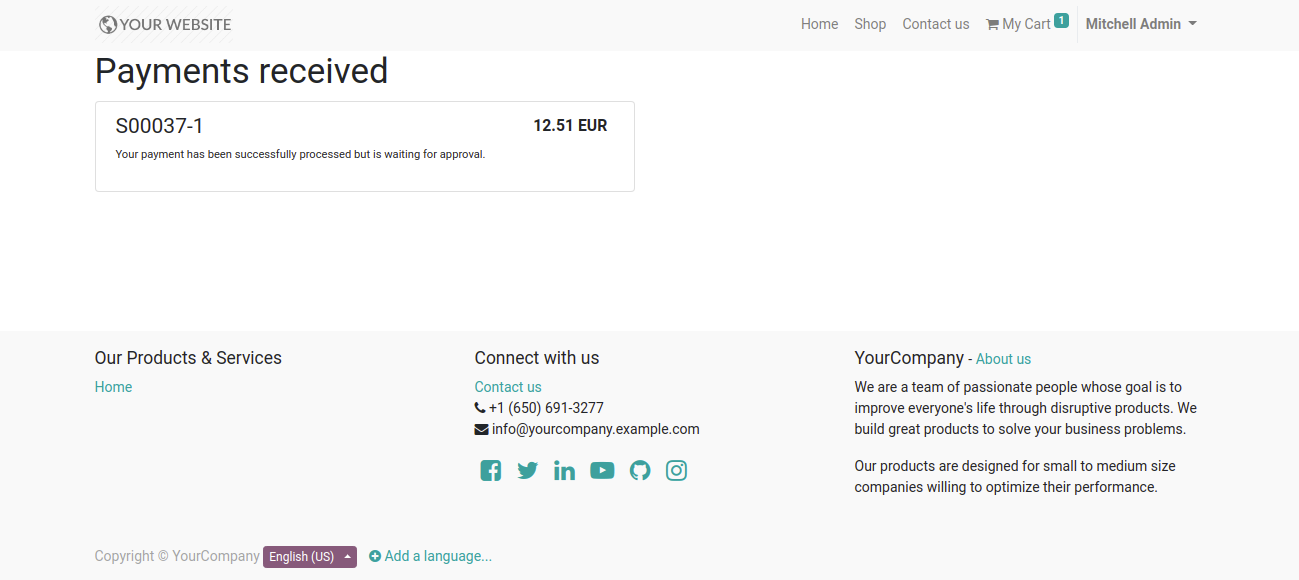 YOUR WEBSITE
Home Shop Contact us My Cart 1 Mitchell Admin
Payments received
S00037-1 12.51 EUR
Your payment has been successfully processed but is waiting for approval.
Our Products & Services
Home
Connect with us
Contact us
+1 (650) 691-3277
info@yourcompany.example.com
YourCompany - About us
We are a team of passionate people whose goal is to
improve everyone's life through disruptive products. We
build great products to solve your business problems.
Our products are designed for small to medium size
companies willing to optimize their performance.
Copyright © YourCompany English (US) Add a language...